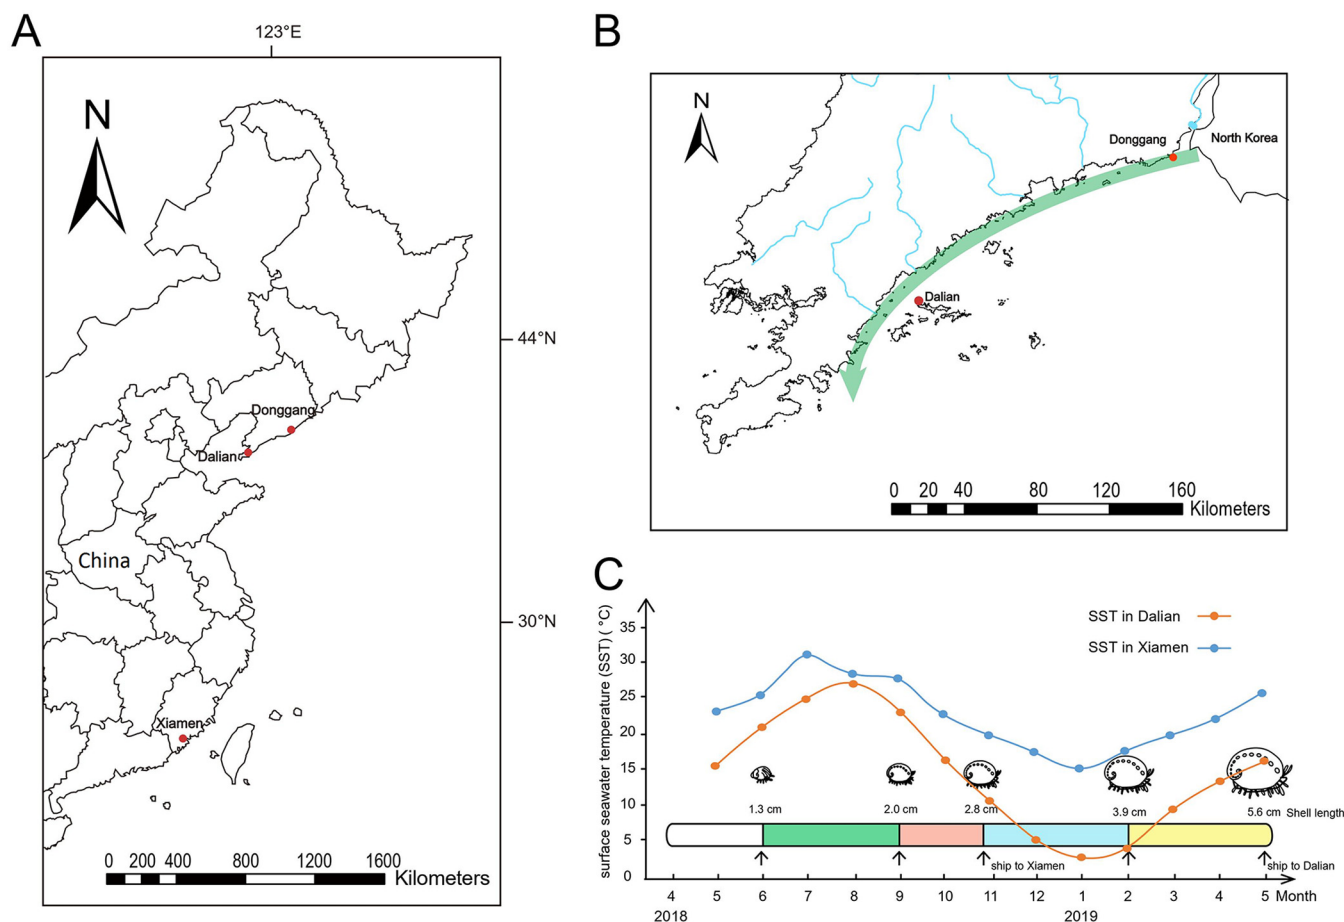 A
123°E
N
44°N
Donggang
Dalian
China
30°N
Xiamen
0 200 400 800 1200 1600
Kilometers
B
N
Donggang
North Korea
Dalian
0 20 40 80 120 160
Kilometers
C
surface seawater temperature (SST) ( °C)
35
30
25
20
15
10
5
0
SST in Dalian
SST in Xiamen
1.3 cm 2.0 cm 2.8 cm 3.9 cm 5.6 cm Shell length
ship to Xiamen ship to Dalian
4 5 6 7 8 9 10 11 12 1 2 3 4 5 Month
2018 2019